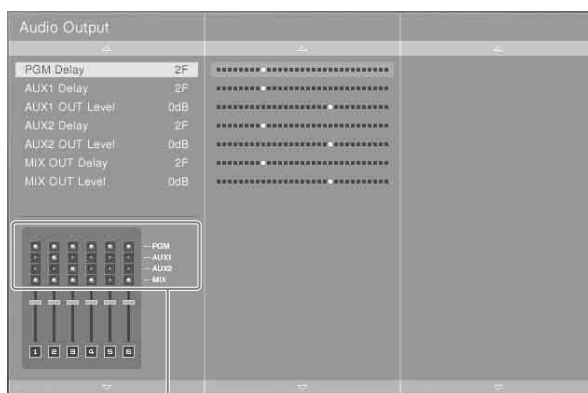 Audio Output
PGM Delay 2F
AUX1 Delay 2F
AUX1 OUT Level 0dB
AUX2 Delay 2F
AUX2 OUT Level 0dB
MIX OUT Delay 2F
MIX OUT Level 0dB
PGM
AUX1
AUX2
MIX
1 2 3 4 5 6